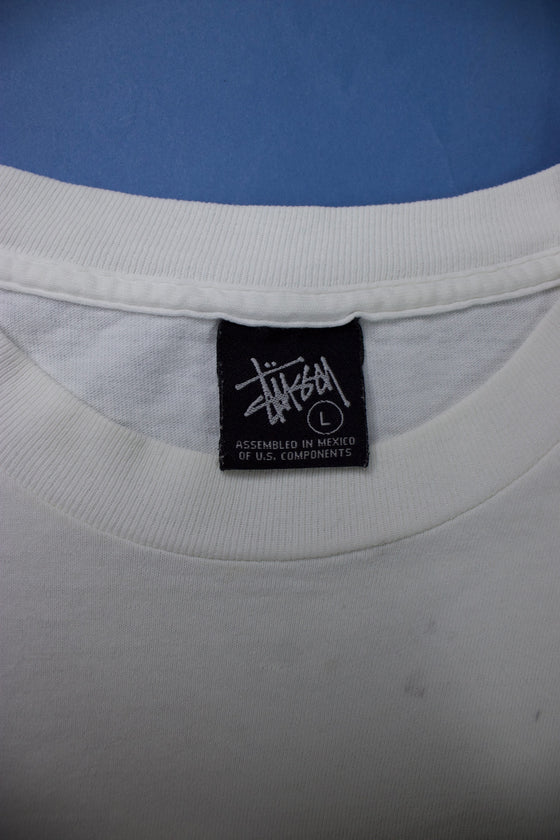 Stüssy
L
ASSEMBLED IN MEXICO
OF U.S. COMPONENTS